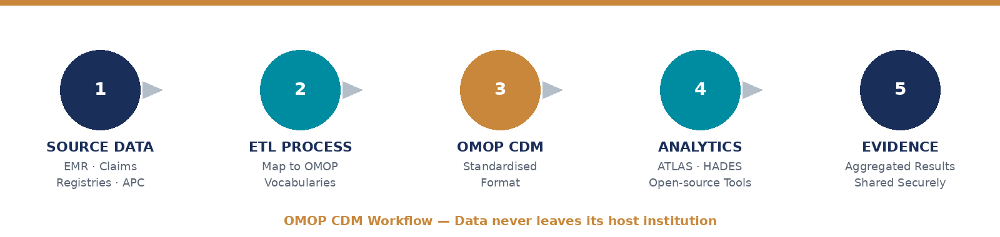 1
2
3
4
5
SOURCE DATA
EMR · Claims
Registries · APC
ETL PROCESS
Map to OMOP
Vocabularies
OMOP CDM
Standardised
Format
ANALYTICS
ATLAS · HADES
Open-source Tools
EVIDENCE
Aggregated Results
Shared Securely
OMOP CDM Workflow — Data never leaves its host institution